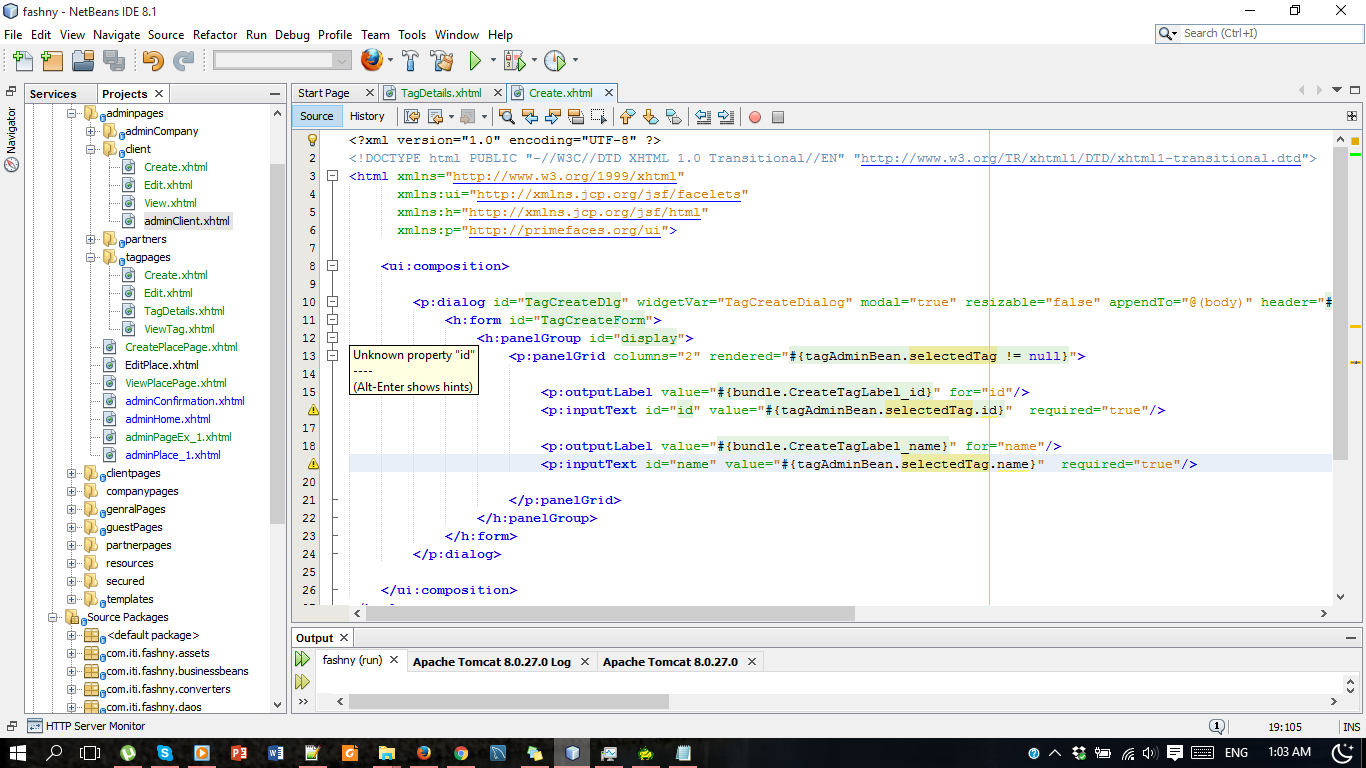 fashny - NetBeans IDE 8.1
File Edit View Navigate Source Refactor Run Debug Profile Team Tools Window Help
Search (Ctrl+I)
Navigator
Services Projects
adminpages
adminCompany
client
Create.xhtml
Edit.xhtml
View.xhtml
adminClient.xhtml
partners
tagpages
Create.xhtml
Edit.xhtml
TagDetails.xhtml
ViewTag.xhtml
CreatePlacePage.xhtml
EditPlace.xhtml
ViewPlacePage.xhtml
adminConfirmation.xhtml
adminHome.xhtml
adminPageEx_1.xhtml
adminPlace_1.xhtml
clientpages
companypages
genralPages
guestPages
partnerpages
resources
secured
templates
Source Packages
<default package>
com.iti.fashny.assets
com.iti.fashny.businessbeans
com.iti.fashny.converters
com.iti.fashny.daos
Start Page TagDetails.xhtml Create.xhtml
Source History
<?xml version="1.0" encoding="UTF-8" ?>
2 <!DOCTYPE html PUBLIC "-//W3C//DTD XHTML 1.0 Transitional//EN" "http://www.w3.org/TR/xhtml1/DTD/xhtml1-transitional.dtd">
3 <html xmlns="http://www.w3.org/1999/xhtml"
4 xmlns:ui="http://xmlns.jcp.org/jsf/facelets"
5 xmlns:h="http://xmlns.jcp.org/jsf/html"
6 xmlns:p="http://primefaces.org/ui">
7
8 <ui:composition>
9
10 <p:dialog id="TagCreateDlg" widgetVar="TagCreateDialog" modal="true" resizable="false" appendTo="@(body)" header="#
11 <h:form id="TagCreateForm">
12 <h:panelGroup id="display">
13 <p:panelGrid columns="2" rendered="#{tagAdminBean.selectedTag != null}">
14
15 <p:outputLabel value="#{bundle.CreateTagLabel_id}" for="id"/>
<p:inputText id="id" value="#{tagAdminBean.selectedTag.id}" required="true"/>
17
18 <p:outputLabel value="#{bundle.CreateTagLabel_name}" for="name"/>
<p:inputText id="name" value="#{tagAdminBean.selectedTag.name}" required="true"/>
20
21 </p:panelGrid>
22 </h:panelGroup>
23 </h:form>
24 </p:dialog>
25
26 </ui:composition>
Unknown property "id"
----
(Alt-Enter shows hints)
Output
fashny (run) Apache Tomcat 8.0.27.0 Log Apache Tomcat 8.0.27.0
HTTP Server Monitor
1
19:105 INS
ENG 1:03 AM